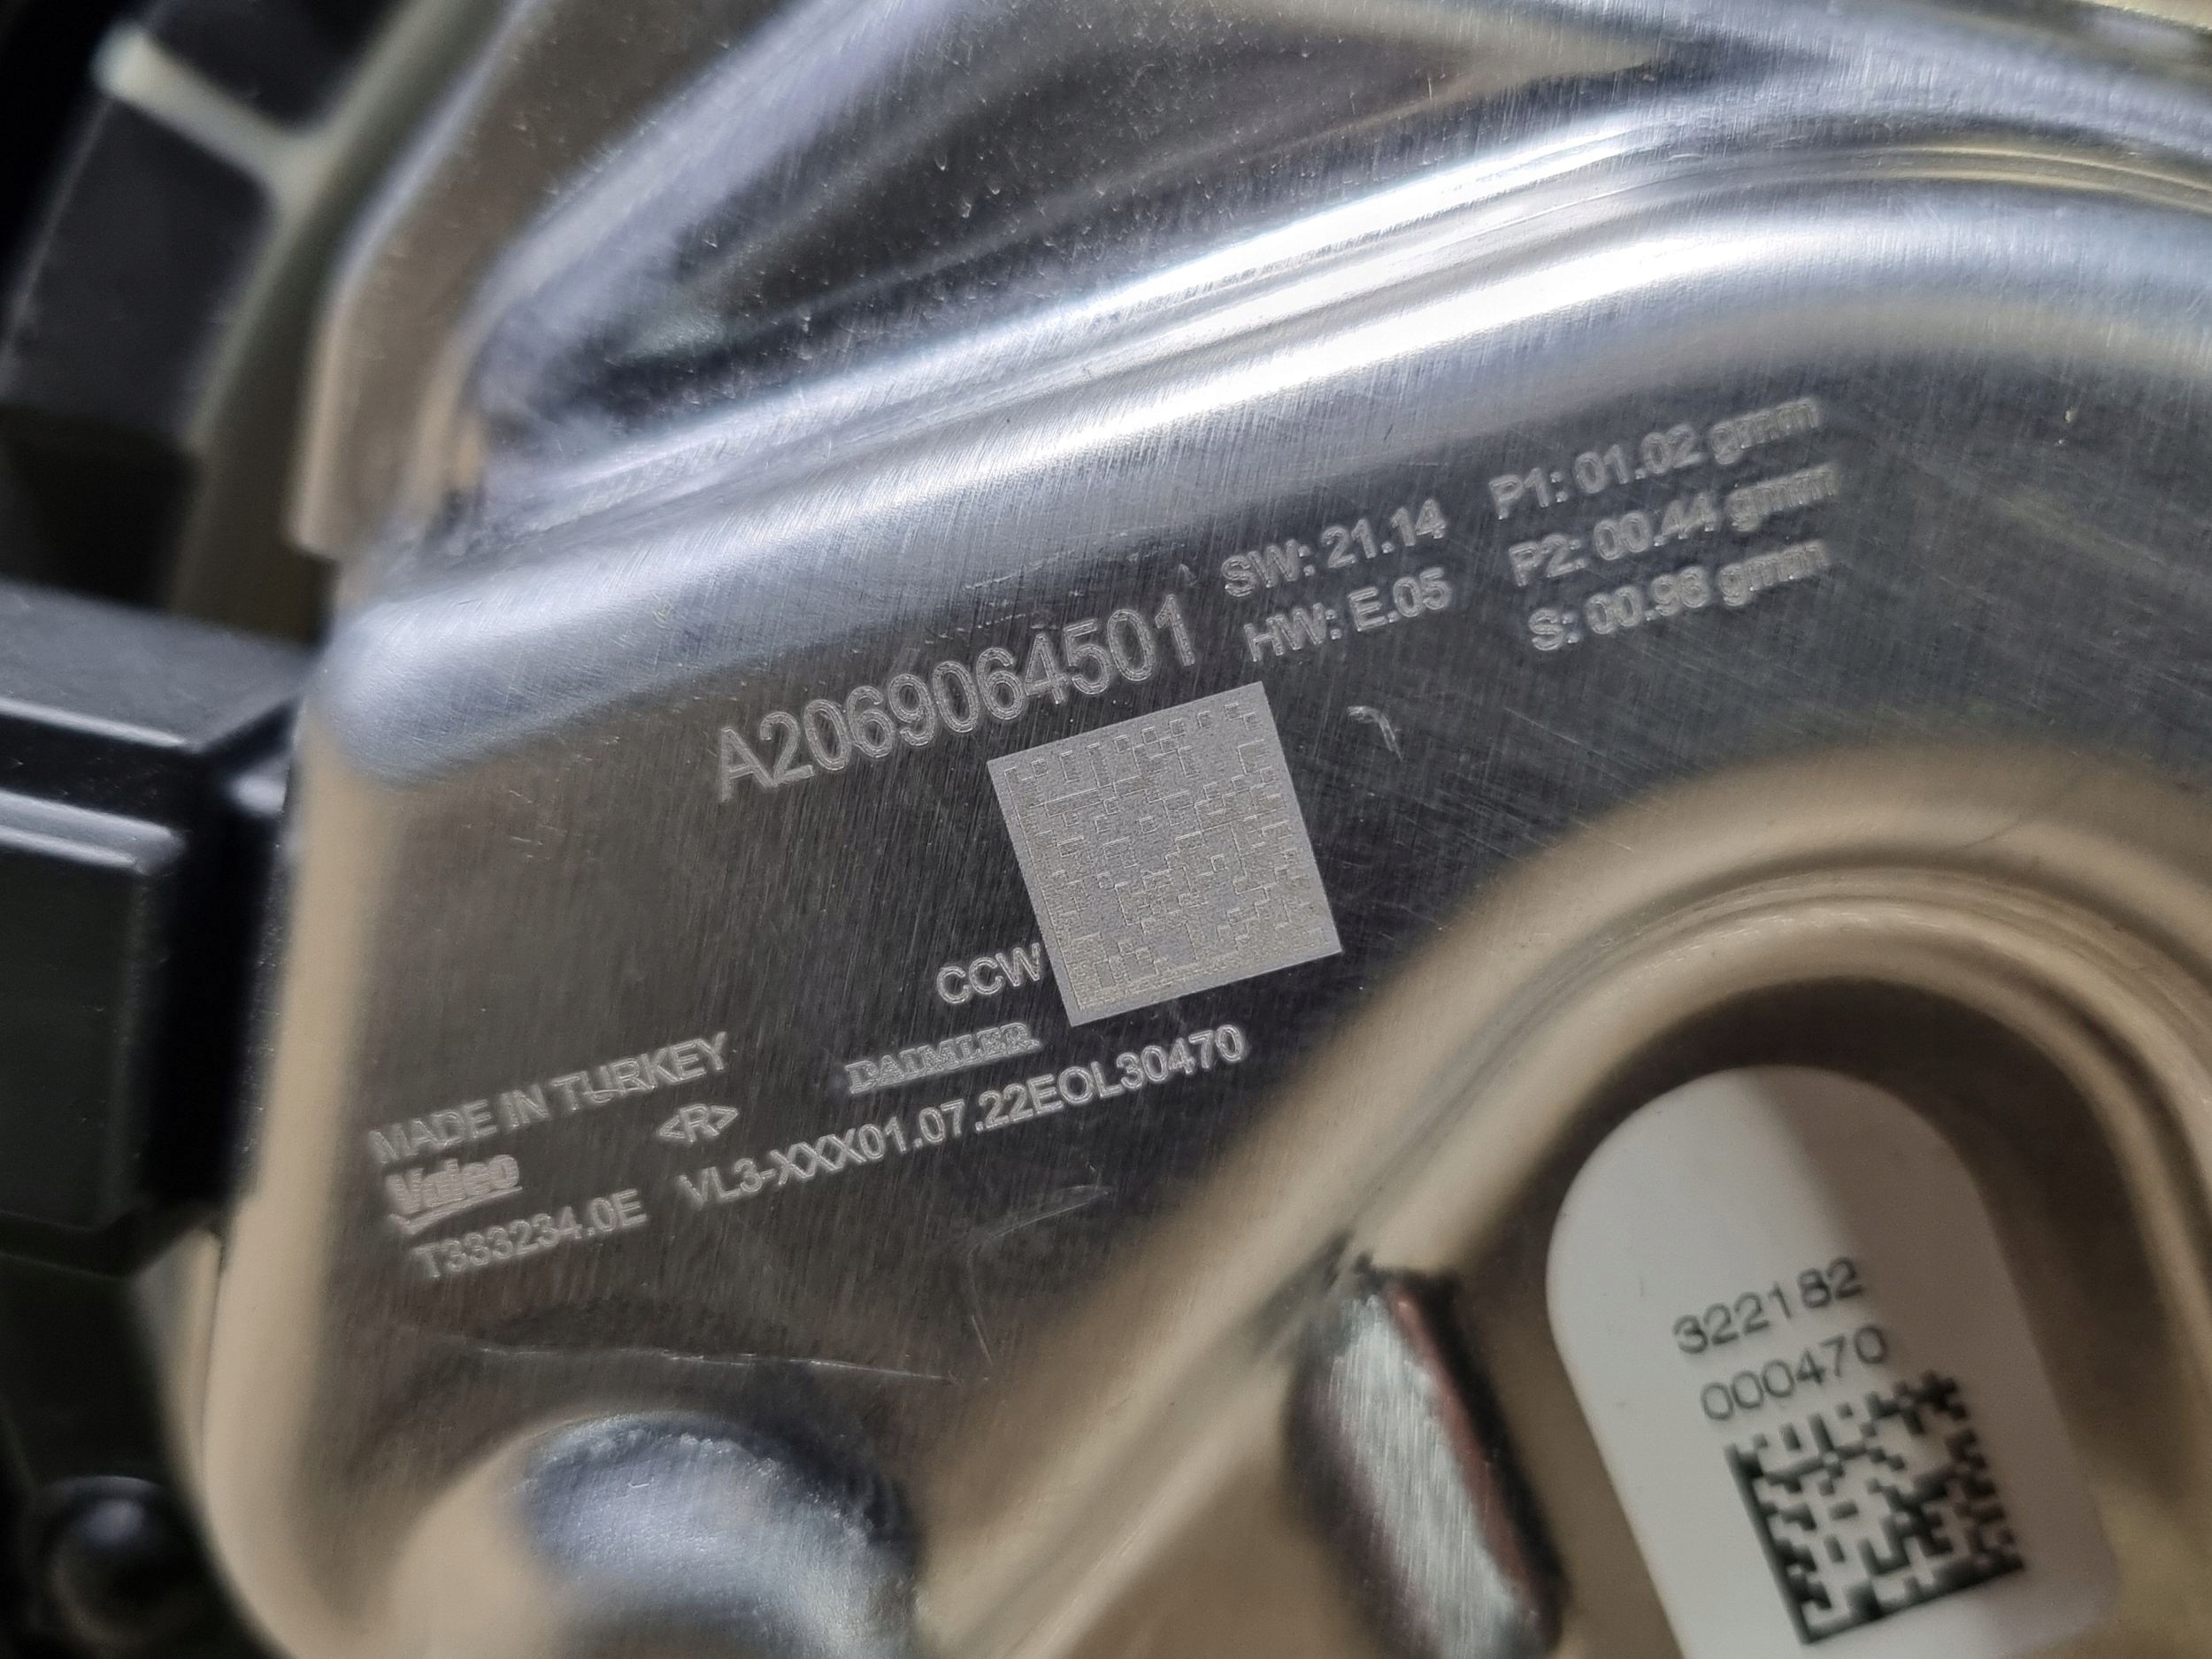 A2069064501
SW: 21.14
HW: E.05
P1: 01.02 gmm
P2: 00.44 gmm
S: 00.98 gmm
CCW
DAIMLER
MADE IN TURKEY
<R>
Valeo
T333234.0E
VL3-XXX01.07.22EOL30470
322182
000470